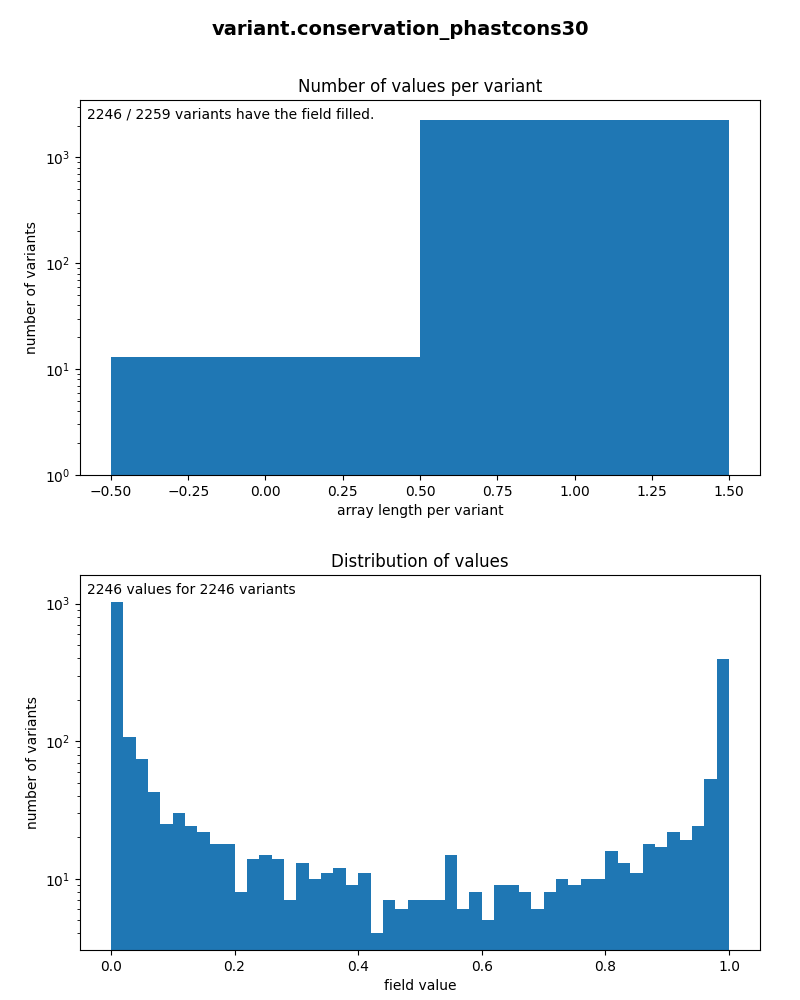 variant.conservation_phastcons30
Number of values per variant
2246 / 2259 variants have the field filled.
number of variants
10³
10²
10¹
10⁰
−0.50 −0.25 0.00 0.25 0.50 0.75 1.00 1.25 1.50
array length per variant
Distribution of values
2246 values for 2246 variants
number of variants
10³
10²
10¹
0.0 0.2 0.4 0.6 0.8 1.0
field value